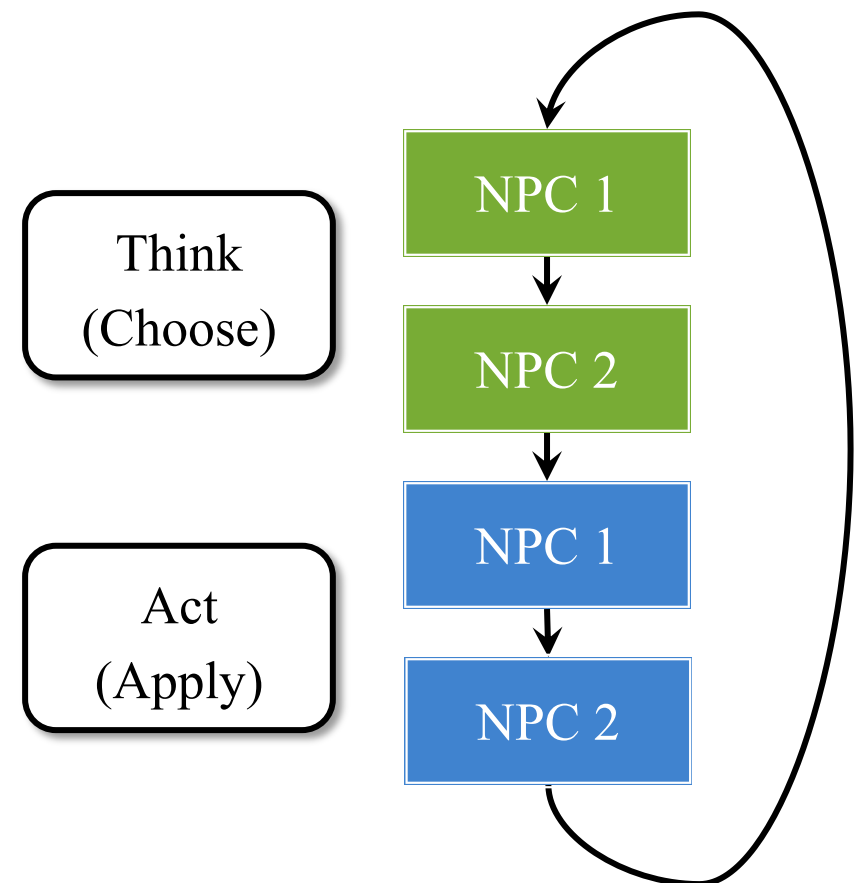 NPC 1
Think
(Choose)
NPC 2
NPC 1
Act
(Apply)
NPC 2